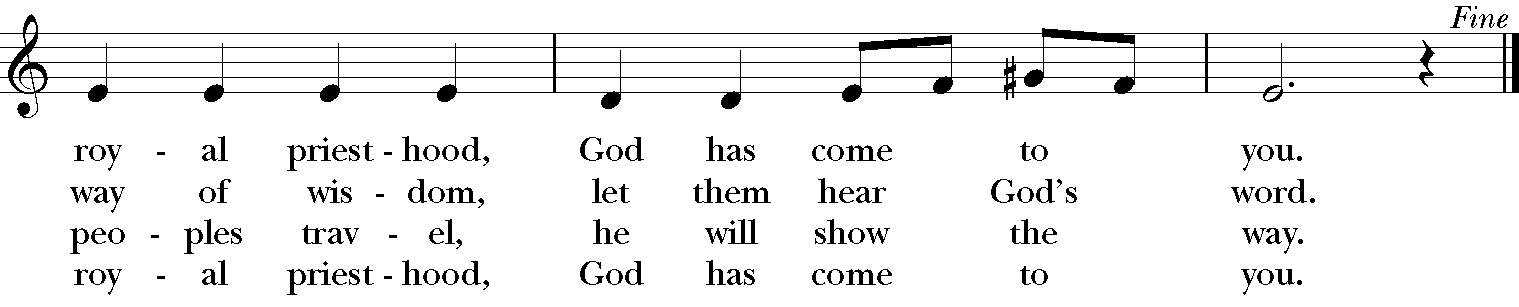 Fine
roy - al priest - hood, God has come to you.
way of wis - dom, let them hear God's word.
peo - ples trav - el, he will show the way.
roy - al priest - hood, God has come to you.